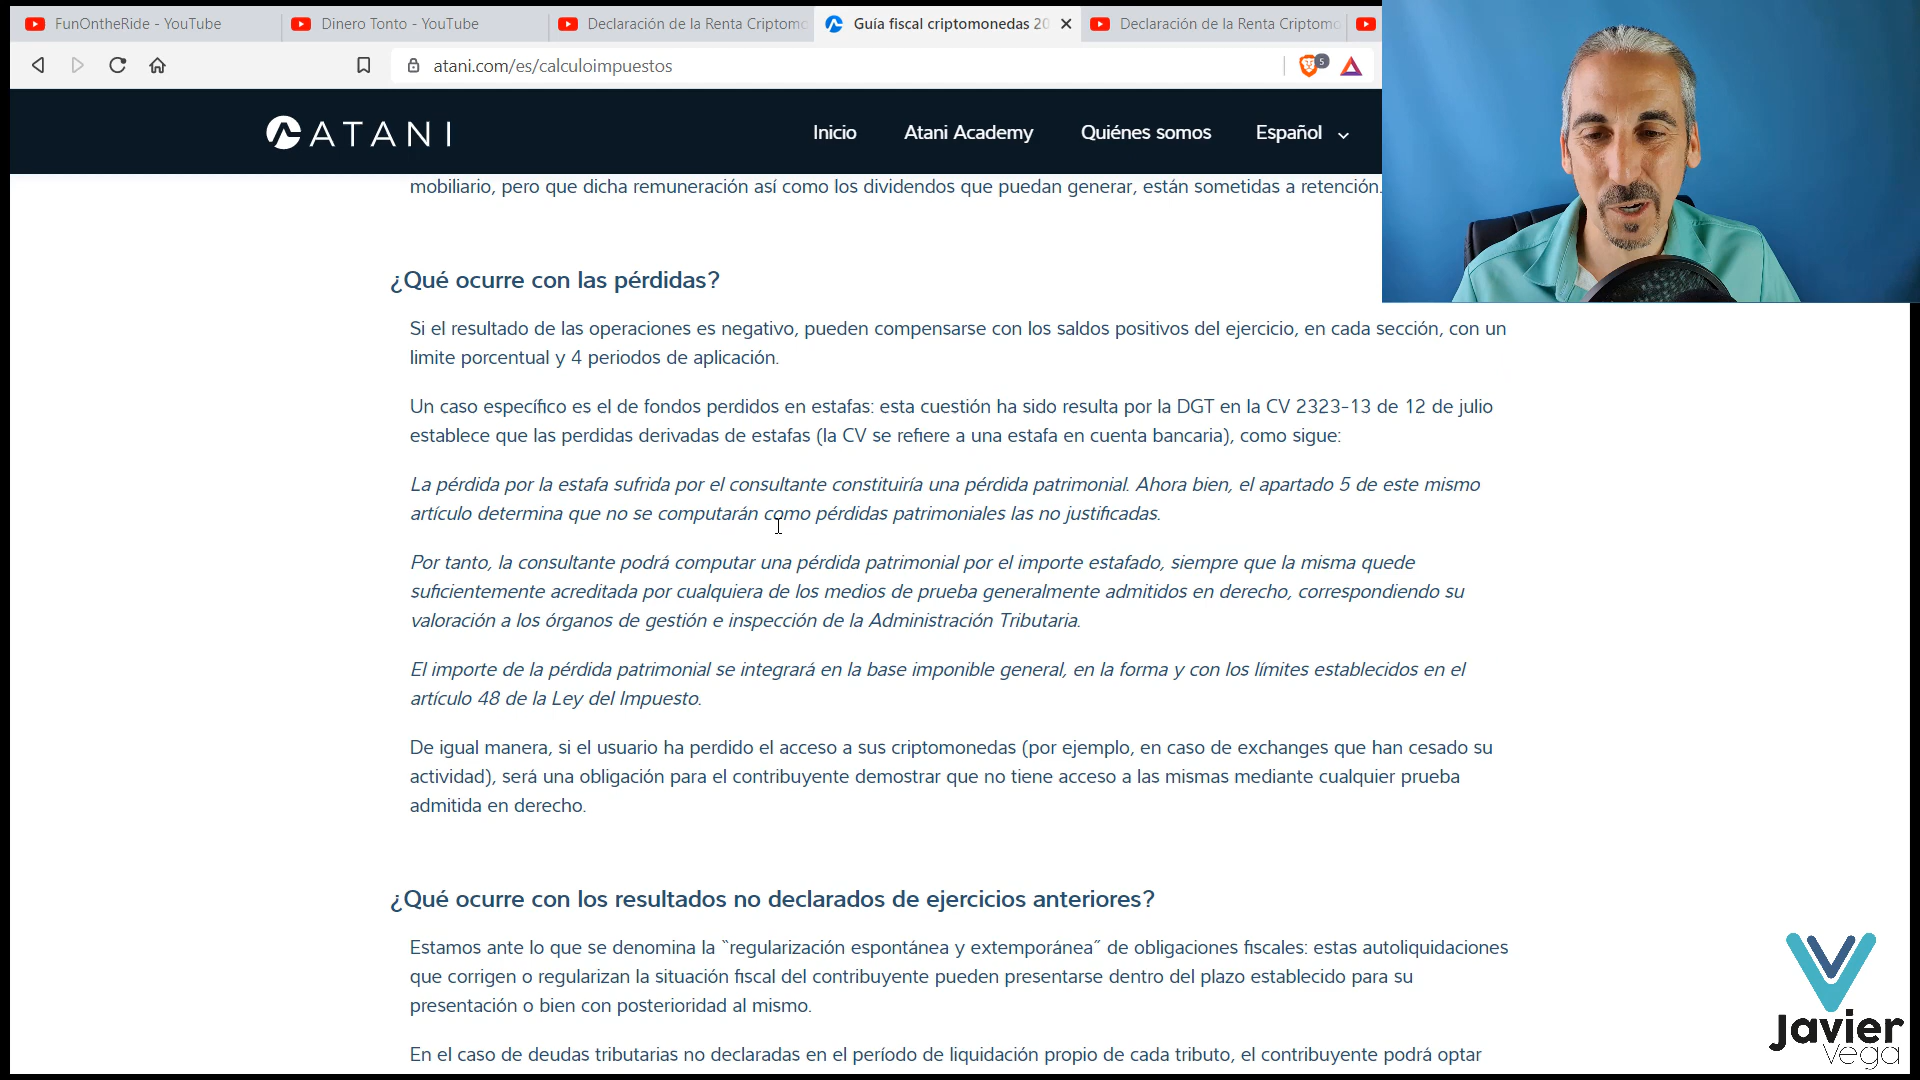 FunOntheRide - YouTube
Dinero Tonto - YouTube
Declaración de la Renta Criptomo
Guía fiscal criptomonedas 20
Declaración de la Renta Criptomo
atani.com/es/calculoimpuestos
5
ATANI
Inicio
Atani Academy
Quiénes somos
Español
mobiliario, pero que dicha remuneración así como los dividendos que puedan generar, están sometidas a retención.
¿Qué ocurre con las pérdidas?
Si el resultado de las operaciones es negativo, pueden compensarse con los saldos positivos del ejercicio, en cada sección, con un
limite porcentual y 4 periodos de aplicación.
Un caso específico es el de fondos perdidos en estafas: esta cuestión ha sido resulta por la DGT en la CV 2323-13 de 12 de julio
establece que las perdidas derivadas de estafas (la CV se refiere a una estafa en cuenta bancaria), como sigue:
La pérdida por la estafa sufrida por el consultante constituiría una pérdida patrimonial. Ahora bien, el apartado 5 de este mismo
artículo determina que no se computarán como pérdidas patrimoniales las no justificadas.
Por tanto, la consultante podrá computar una pérdida patrimonial por el importe estafado, siempre que la misma quede
suficientemente acreditada por cualquiera de los medios de prueba generalmente admitidos en derecho, correspondiendo su
valoración a los órganos de gestión e inspección de la Administración Tributaria.
El importe de la pérdida patrimonial se integrará en la base imponible general, en la forma y con los límites establecidos en el
artículo 48 de la Ley del Impuesto.
De igual manera, si el usuario ha perdido el acceso a sus criptomonedas (por ejemplo, en caso de exchanges que han cesado su
actividad), será una obligación para el contribuyente demostrar que no tiene acceso a las mismas mediante cualquier prueba
admitida en derecho.
¿Qué ocurre con los resultados no declarados de ejercicios anteriores?
Estamos ante lo que se denomina la `regularización espontánea y extemporánea´ de obligaciones fiscales: estas autoliquidaciones
que corrigen o regularizan la situación fiscal del contribuyente pueden presentarse dentro del plazo establecido para su
presentación o bien con posterioridad al mismo.
En el caso de deudas tributarias no declaradas en el período de liquidación propio de cada tributo, el contribuyente podrá optar
Javier
Vega